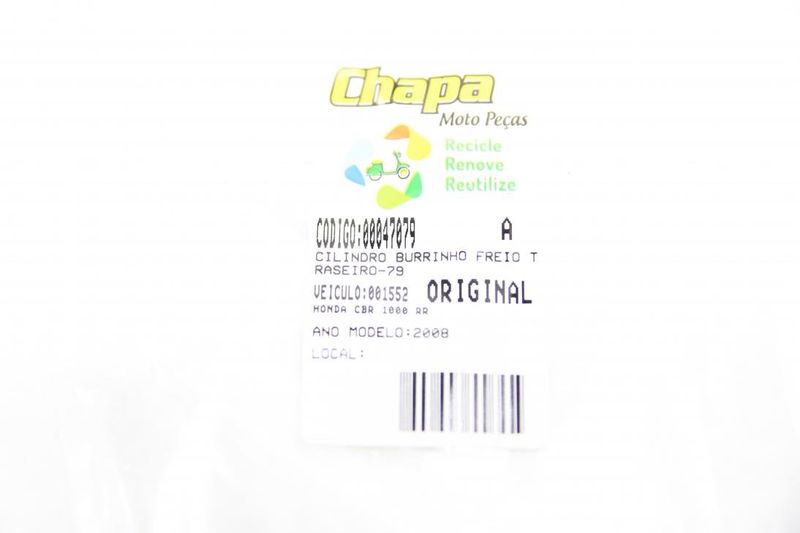 Chapa
Moto Peças
Recicle
Renove
Reutilize
CODIGO:00047079 A
CILINDRO BURRINHO FREIO T
RASEIRO-79
VEICULO:001552 ORIGINAL
HONDA CBR 1000 RR
ANO MODELO:2008
LOCAL: